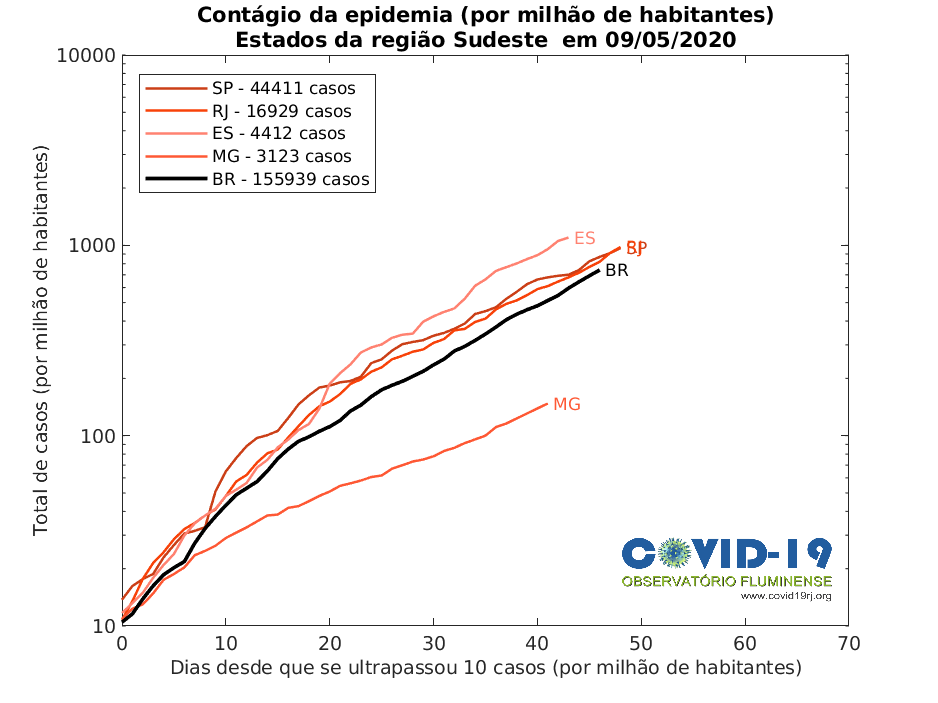 Contágio da epidemia (por milhão de habitantes)
Estados da região Sudeste em 09/05/2020
10000
1000
100
10
Total de casos (por milhão de habitantes)
SP - 44411 casos
RJ - 16929 casos
ES - 4412 casos
MG - 3123 casos
BR - 155939 casos
ES
SP
BR
MG
COVID-19
OBSERVATÓRIO FLUMINENSE
www.covid19rj.org
0 10 20 30 40 50 60 70
Dias desde que se ultrapassou 10 casos (por milhão de habitantes)